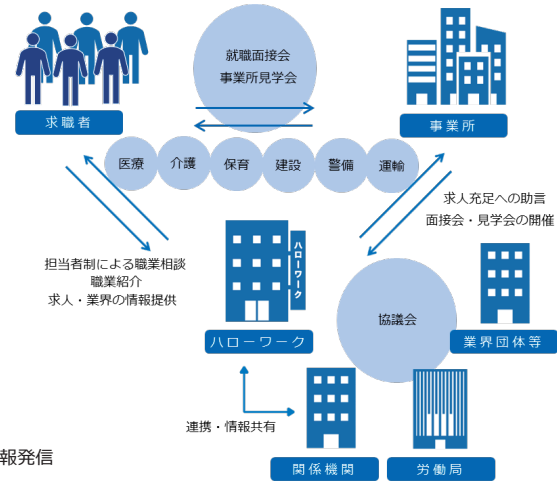 就職面接会
事業所見学会
求職者
事業所
医療
介護
保育
建設
警備
運輸
求人充足への助言
面接会・見学会の開催
担当者制による職業相談
職業紹介
求人・業界の情報提供
ハローワーク
ハローワーク
協議会
業界団体等
連携・情報共有
報発信
関係機関
労働局